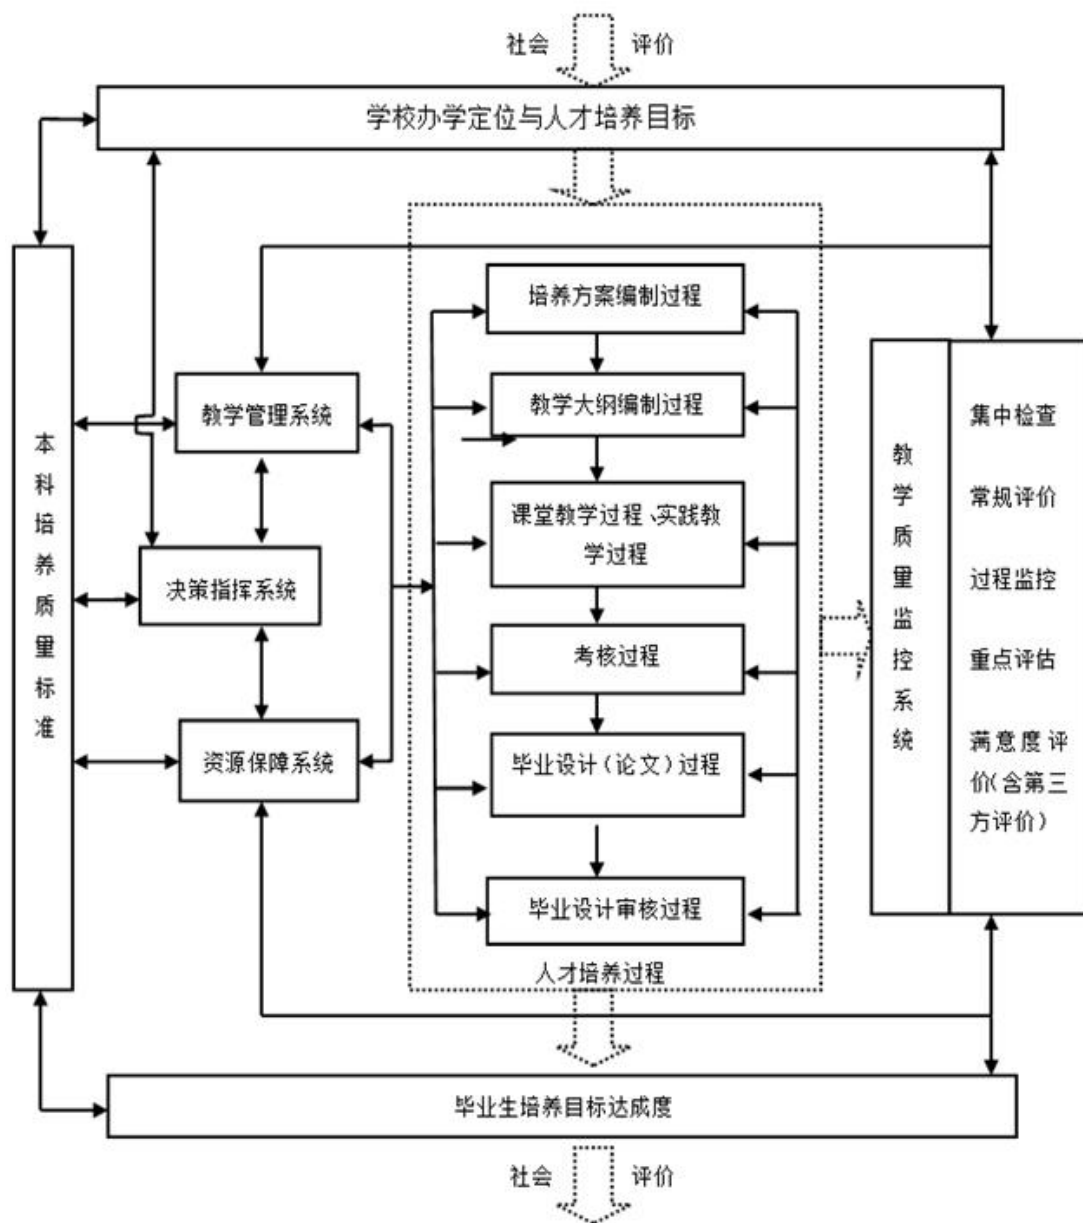 社会 评价
学校办学定位与人才培养目标
本科培养质量标准
教学管理系统
决策指挥系统
资源保障系统
培养方案编制过程
教学大纲编制过程
课堂教学过程、实践教
学过程
考核过程
毕业设计（论文）过程
毕业设计审核过程
人才培养过程
教学质量监控系统
集中检查
常规评价
过程监控
重点评估
满意度评
价(含第三
方评价）
毕业生培养目标达成度
社会 评价